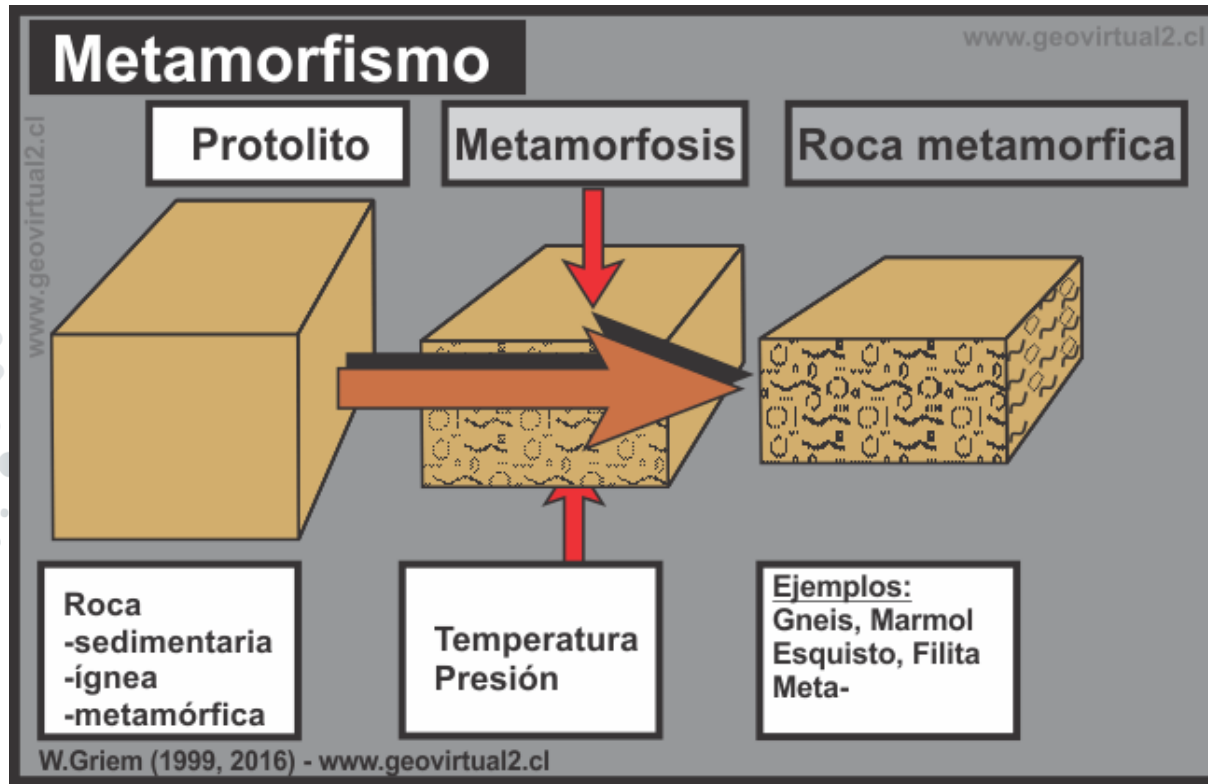 Metamorfismo
www.geovirtual2.cl
www.geovirtual2.cl
Protolito
Metamorfosis
Roca metamorfica
Roca
-sedimentaria
-ígnea
-metamórfica
Temperatura
Presión
Ejemplos:
Gneis, Marmol
Esquisto, Filita
Meta-
W.Griem (1999, 2016) - www.geovirtual2.cl